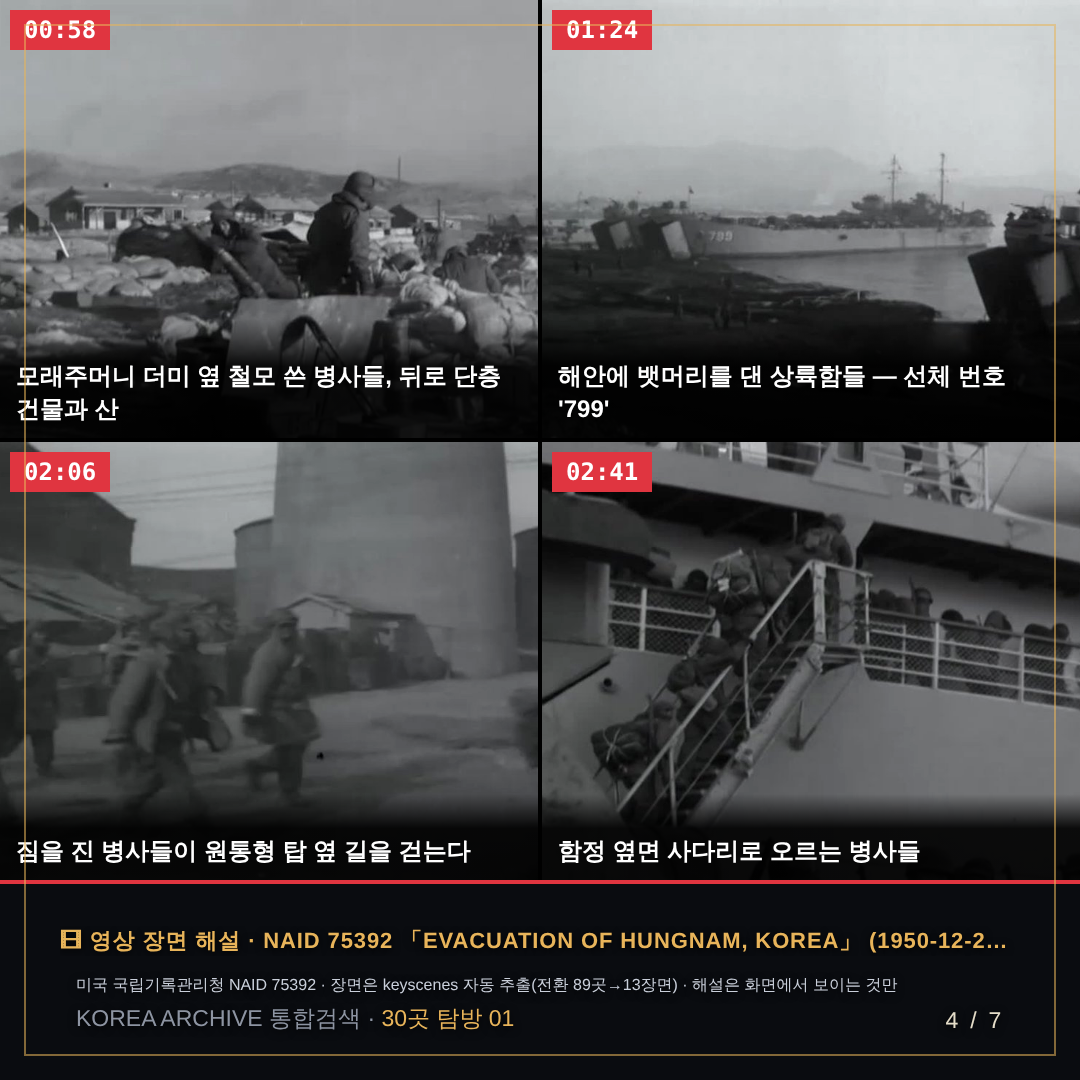 00:58
모래주머니 더미 옆 철모 쓴 병사들, 뒤로 단층
건물과 산
01:24
799
해안에 뱃머리를 댄 상륙함들 — 선체 번호
'799'
02:06
짐을 진 병사들이 원통형 탑 옆 길을 걷는다
02:41
함정 옆면 사다리로 오르는 병사들
영상 장면 해설 · NAID 75392 「EVACUATION OF HUNGNAM, KOREA」 (1950-12-2…
미국 국립기록관리청 NAID 75392 · 장면은 keyscenes 자동 추출(전환 89곳→13장면) · 해설은 화면에서 보이는 것만
KOREA ARCHIVE 통합검색 · 30곳 탐방 01
4 / 7